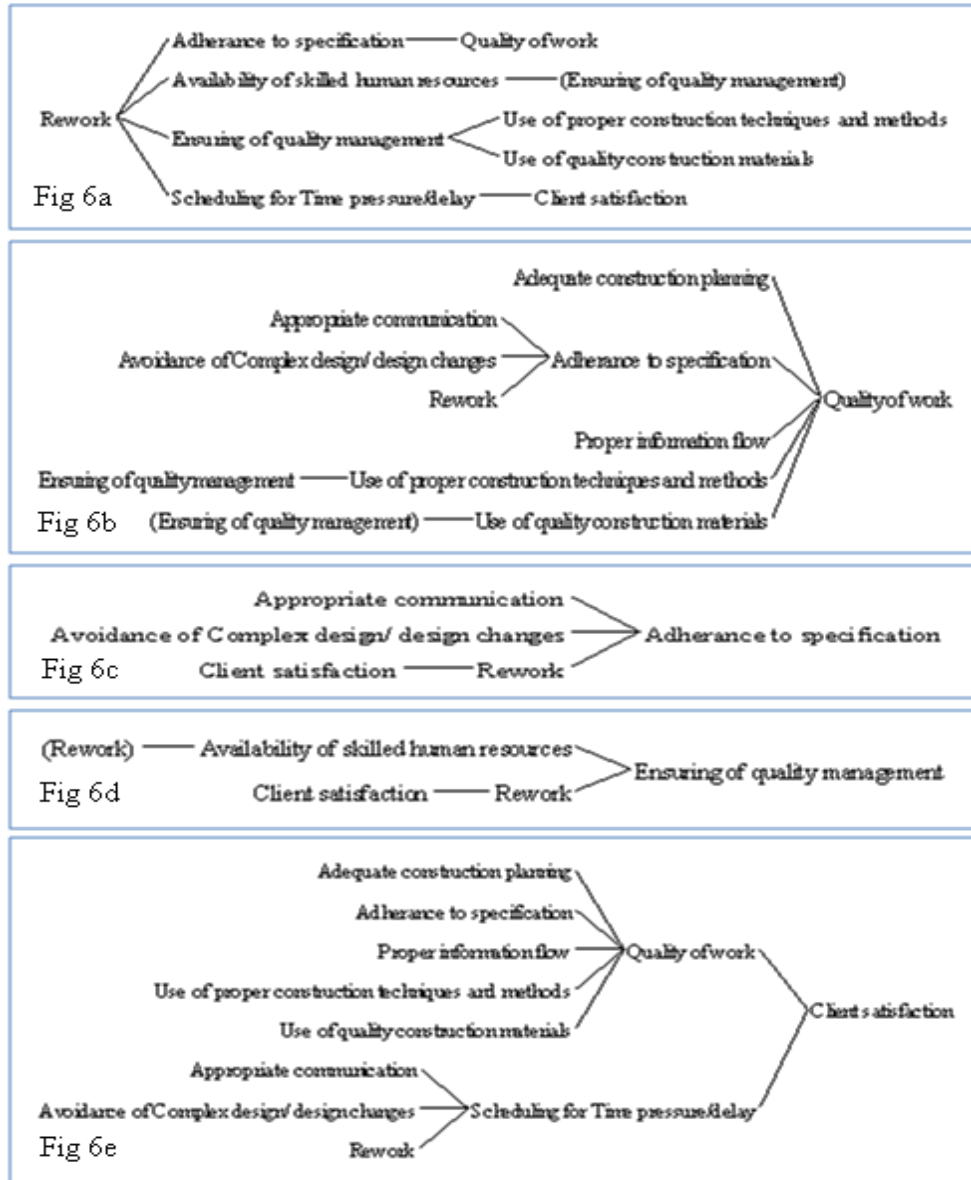 Adherance to specification Quality of work
Availability of skilled human resources (Ensuring of quality management)
Use of proper construction techniques and methods
Rework
Ensuring of quality management
Use of quality construction materials
Fig 6a
Scheduling for Time pressure/delay Client satisfaction
Adequate construction planning
Appropriate communication
Avoidance of Complex design/ design changes Adherance to specification
Rework Quality of work
Proper information flow
Ensuring of quality management Use of proper construction techniques and methods
Fig 6b
(Ensuring of quality management) Use of quality construction materials
Appropriate communication
Avoidance of Complex design/ design changes Adherance to specification
Fig 6c
Client satisfaction Rework
(Rework) Availability of skilled human resources
Ensuring of quality management
Fig 6d
Client satisfaction Rework
Adequate construction planning
Adherance to specification
Proper information flow Quality of work
Use of proper construction techniques and methods
Client satisfaction
Use of quality construction materials
Appropriate communication
Avoidance of Complex design/ design changes Scheduling for Time pressure/delay
Fig 6e
Rework